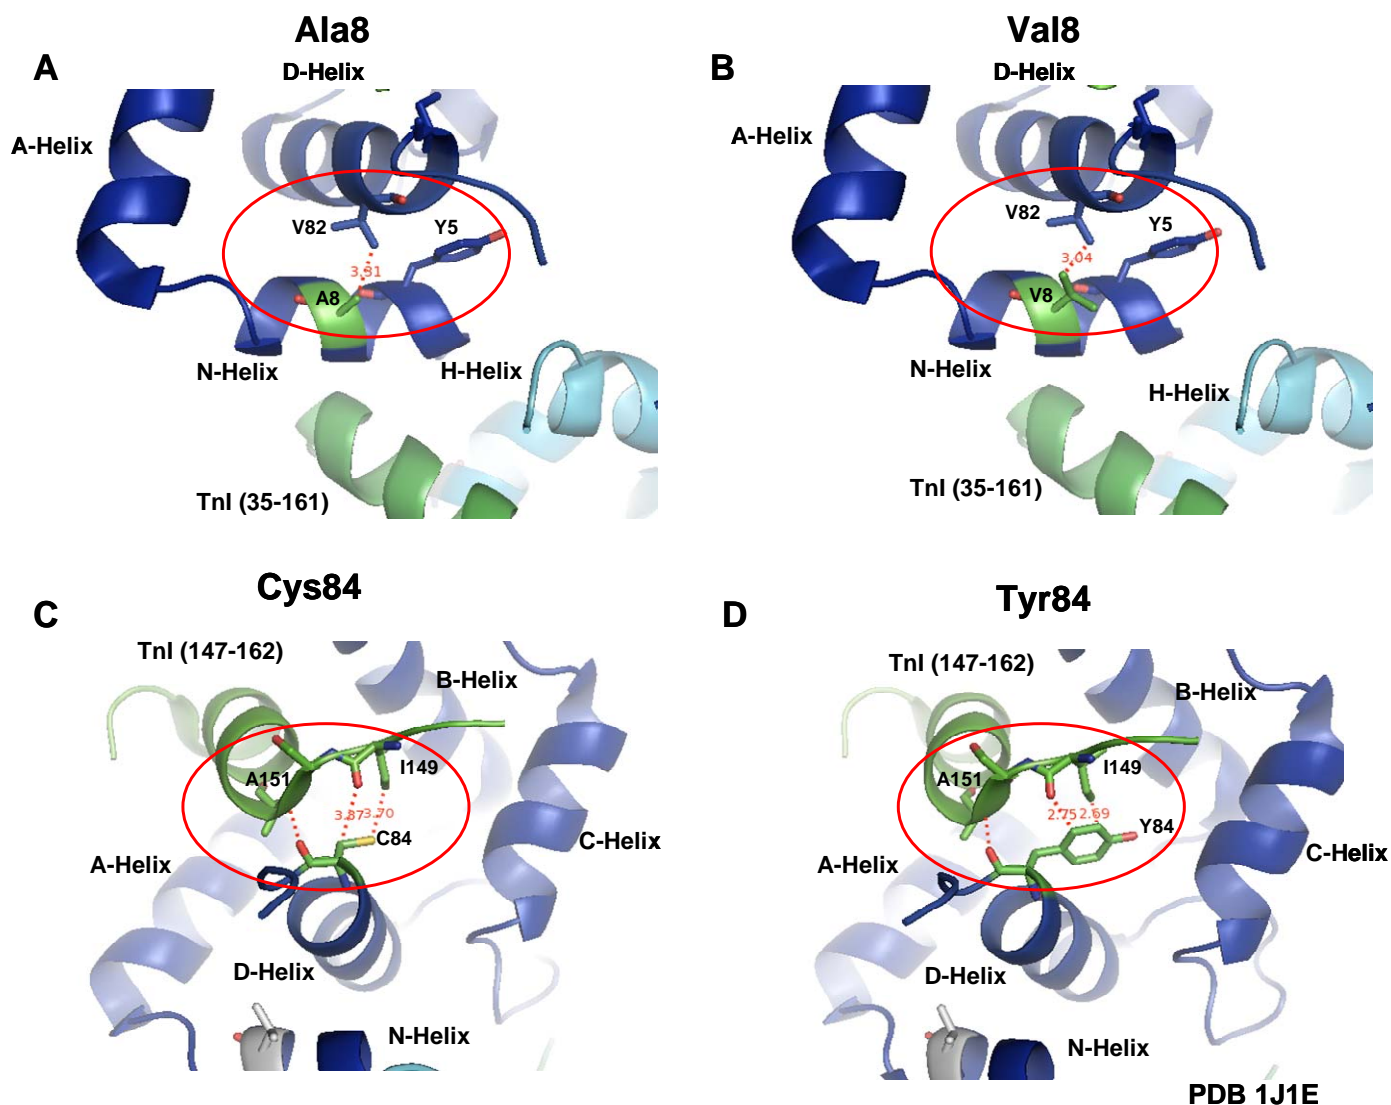 Ala8
Val8
A
B
D-Helix
D-Helix
A-Helix
A-Helix
V82
Y5
V82
Y5
3.31
3.04
A8
V8
N-Helix
H-Helix
N-Helix
H-Helix
TnI (35-161)
TnI (35-161)
Cys84
Tyr84
C
D
TnI (147-162)
TnI (147-162)
B-Helix
B-Helix
A151
I149
A151
I149
3.87
3.70
2.75
2.69
C84
Y84
C-Helix
C-Helix
A-Helix
A-Helix
D-Helix
D-Helix
N-Helix
N-Helix
PDB 1J1E